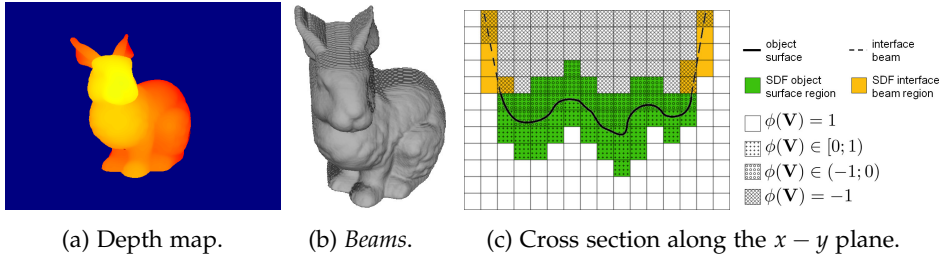 object surface
interface beam
SDF object surface region
SDF interface beam region
ϕ(V) = 1
ϕ(V) ∈ [0; 1)
ϕ(V) ∈ (−1; 0)
ϕ(V) = −1
(a) Depth map.
(b) Beams.
(c) Cross section along the x − y plane.